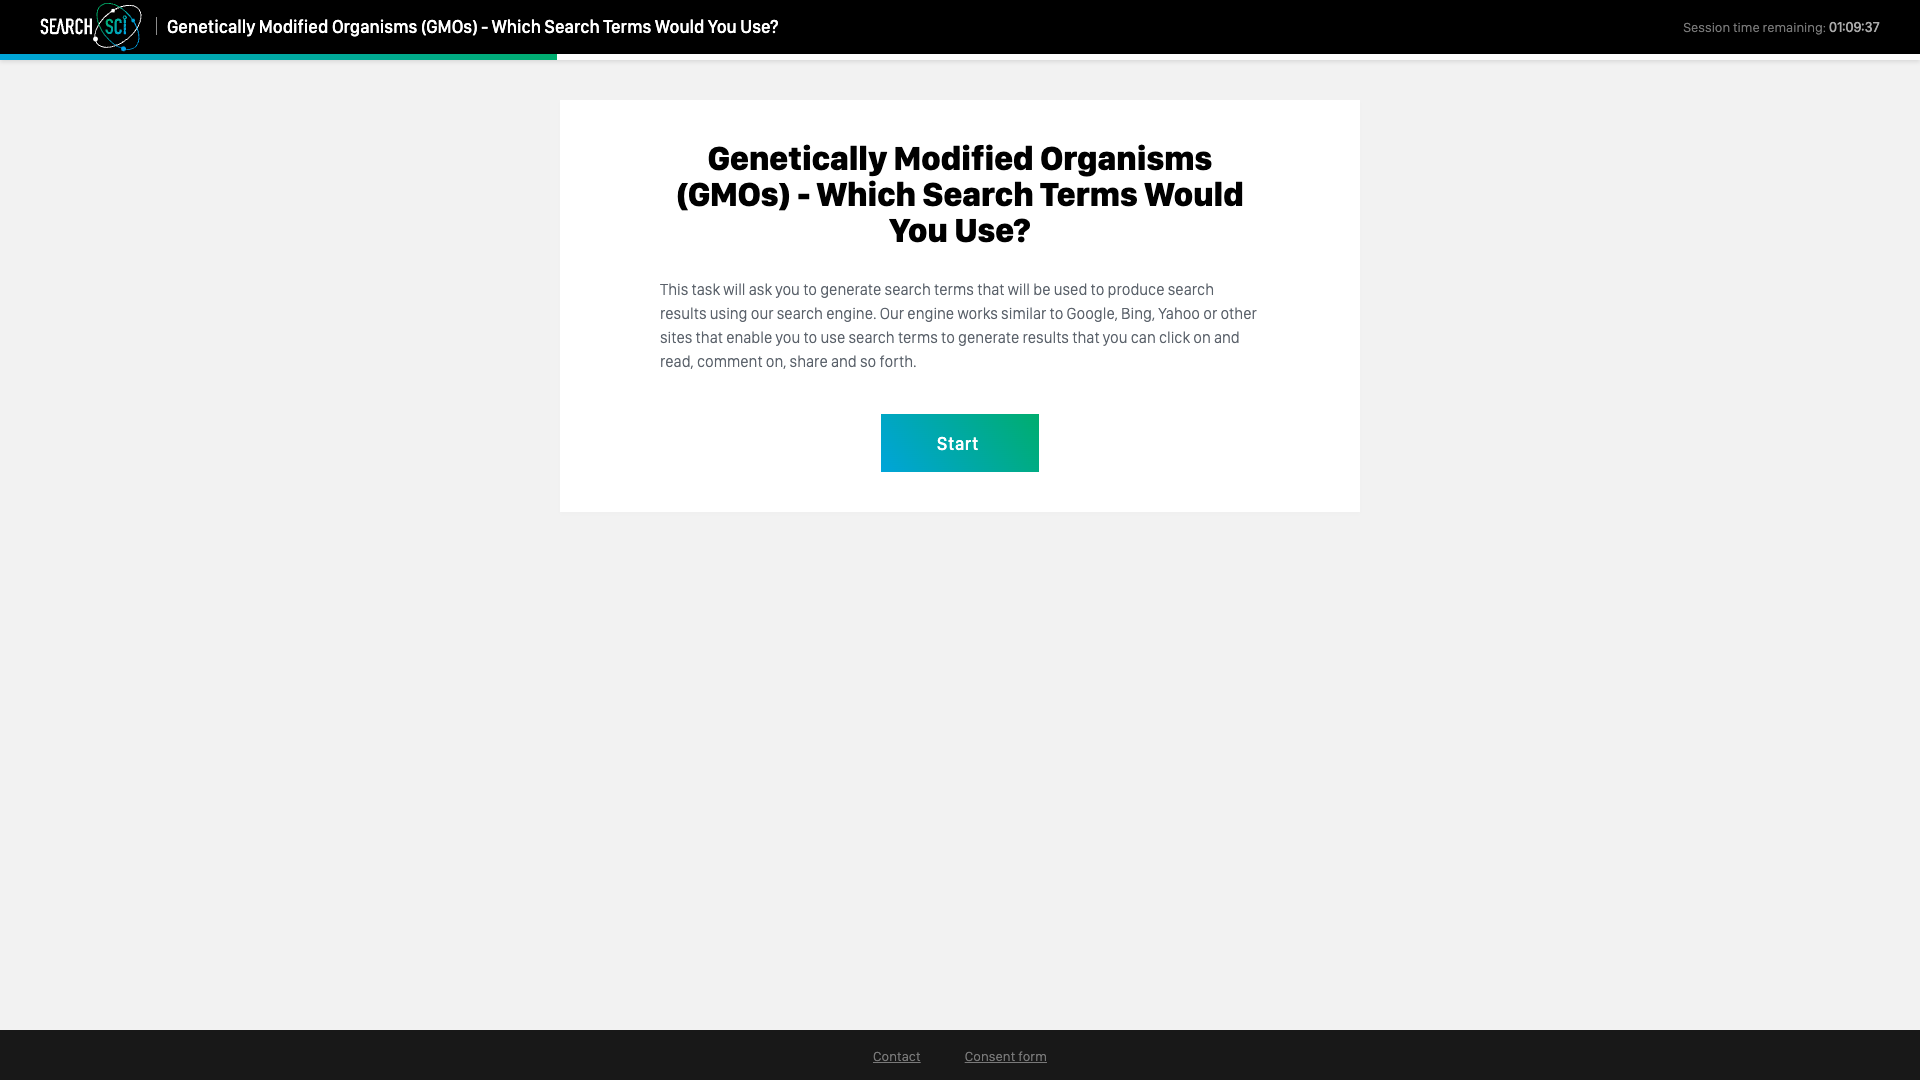 SEARCH SCI
Genetically Modified Organisms (GMOs) - Which Search Terms Would You Use?
Session time remaining: 01:09:37
Genetically Modified Organisms
(GMOs) - Which Search Terms Would
You Use?
This task will ask you to generate search terms that will be used to produce search
results using our search engine. Our engine works similar to Google, Bing, Yahoo or other
sites that enable you to use search terms to generate results that you can click on and
read, comment on, share and so forth.
Start
Contact
Consent form